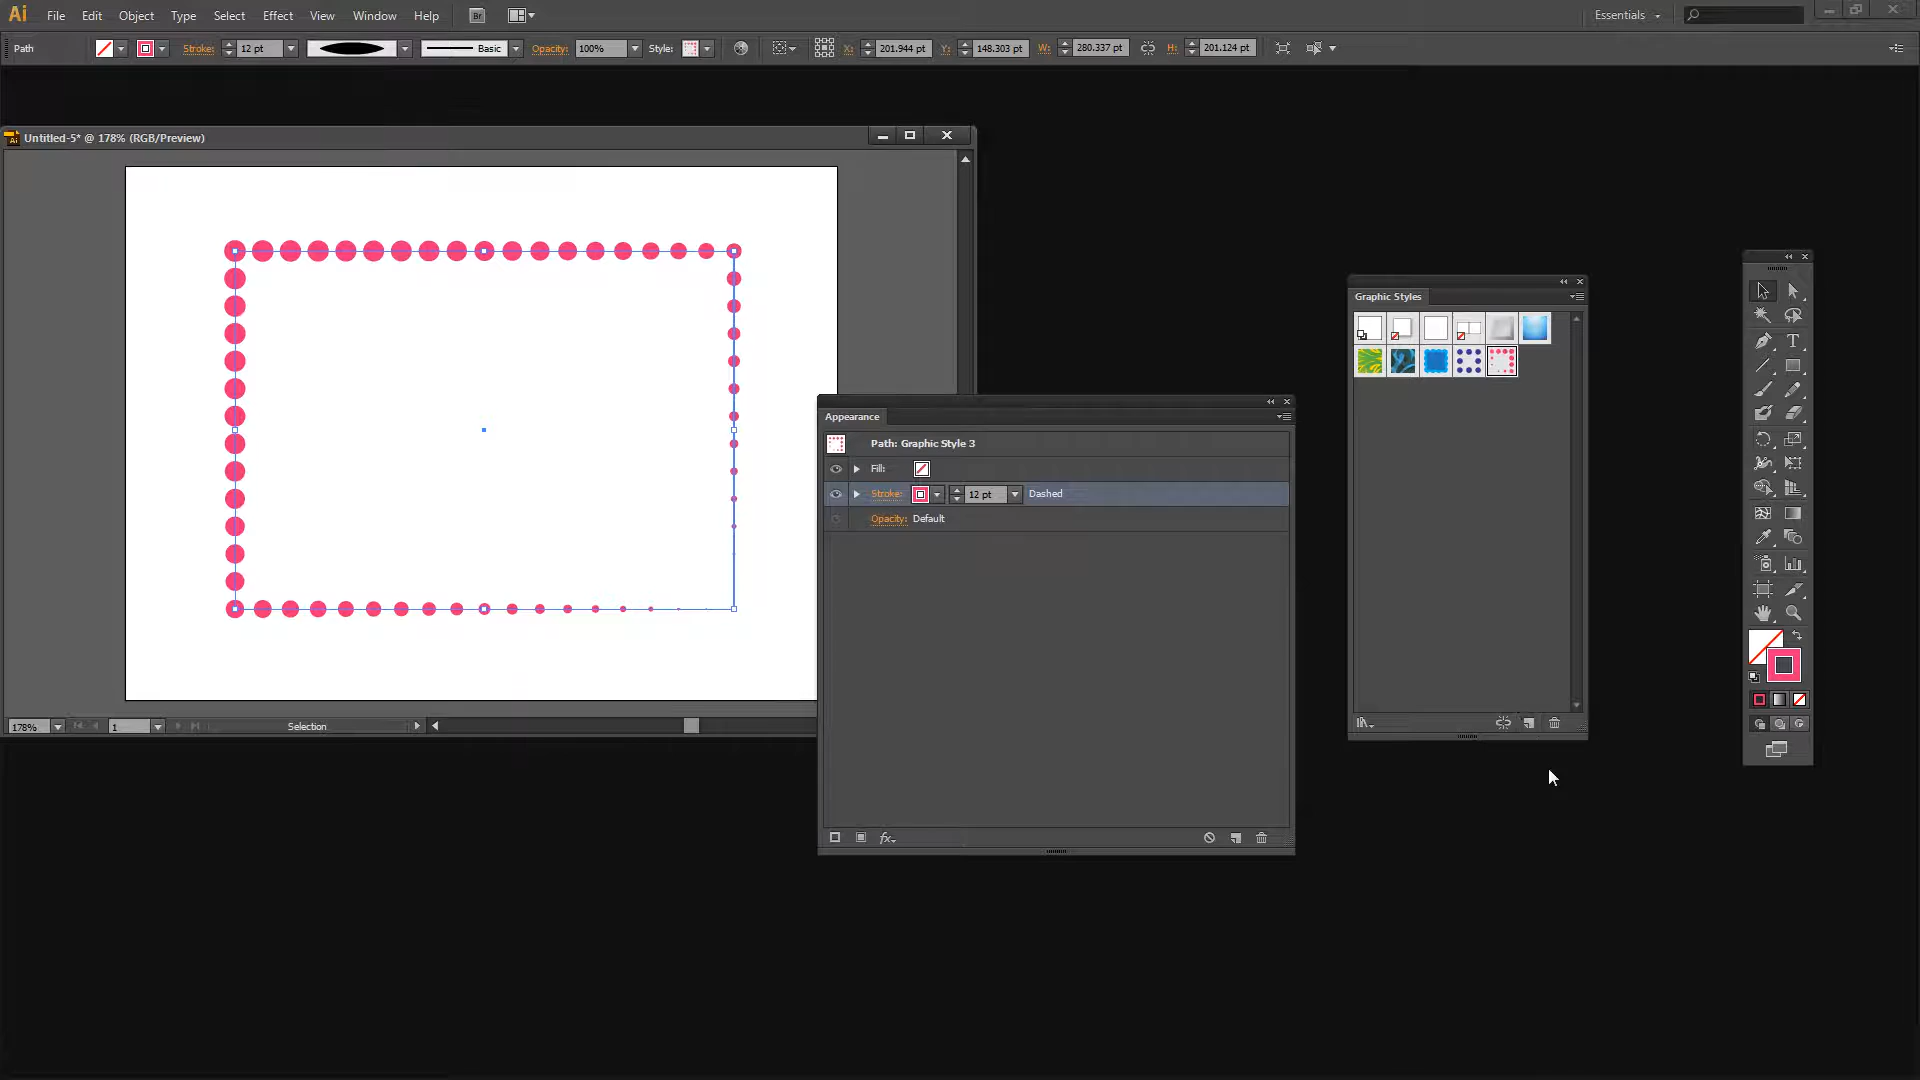 Ai File Edit Object Type Select Effect View Window Help Br Essentials
Path Stroke: 12 pt Basic Opacity: 100% Style: X: 201.944 pt Y: 148.303 pt W: 280.337 pt H: 201.124 pt
Untitled-5* @ 178% (RGB/Preview)
Graphic Styles
Appearance
Path: Graphic Style 3
Fill:
Stroke: 12 pt Dashed
Opacity: Default
178% 1 Selection
fx